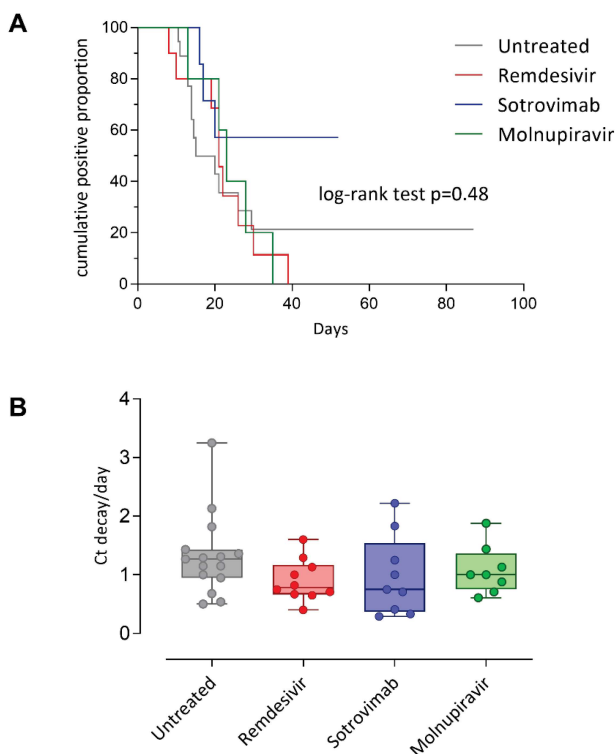 A
cumulative positive proportion
100
80
60
40
20
0
0 20 40 60 80 100
Days
Untreated
Remdesivir
Sotrovimab
Molnupiravir
log-rank test p=0.48
B
Ct decay/day
4
3
2
1
0
Untreated
Remdesivir
Sotrovimab
Molnupiravir